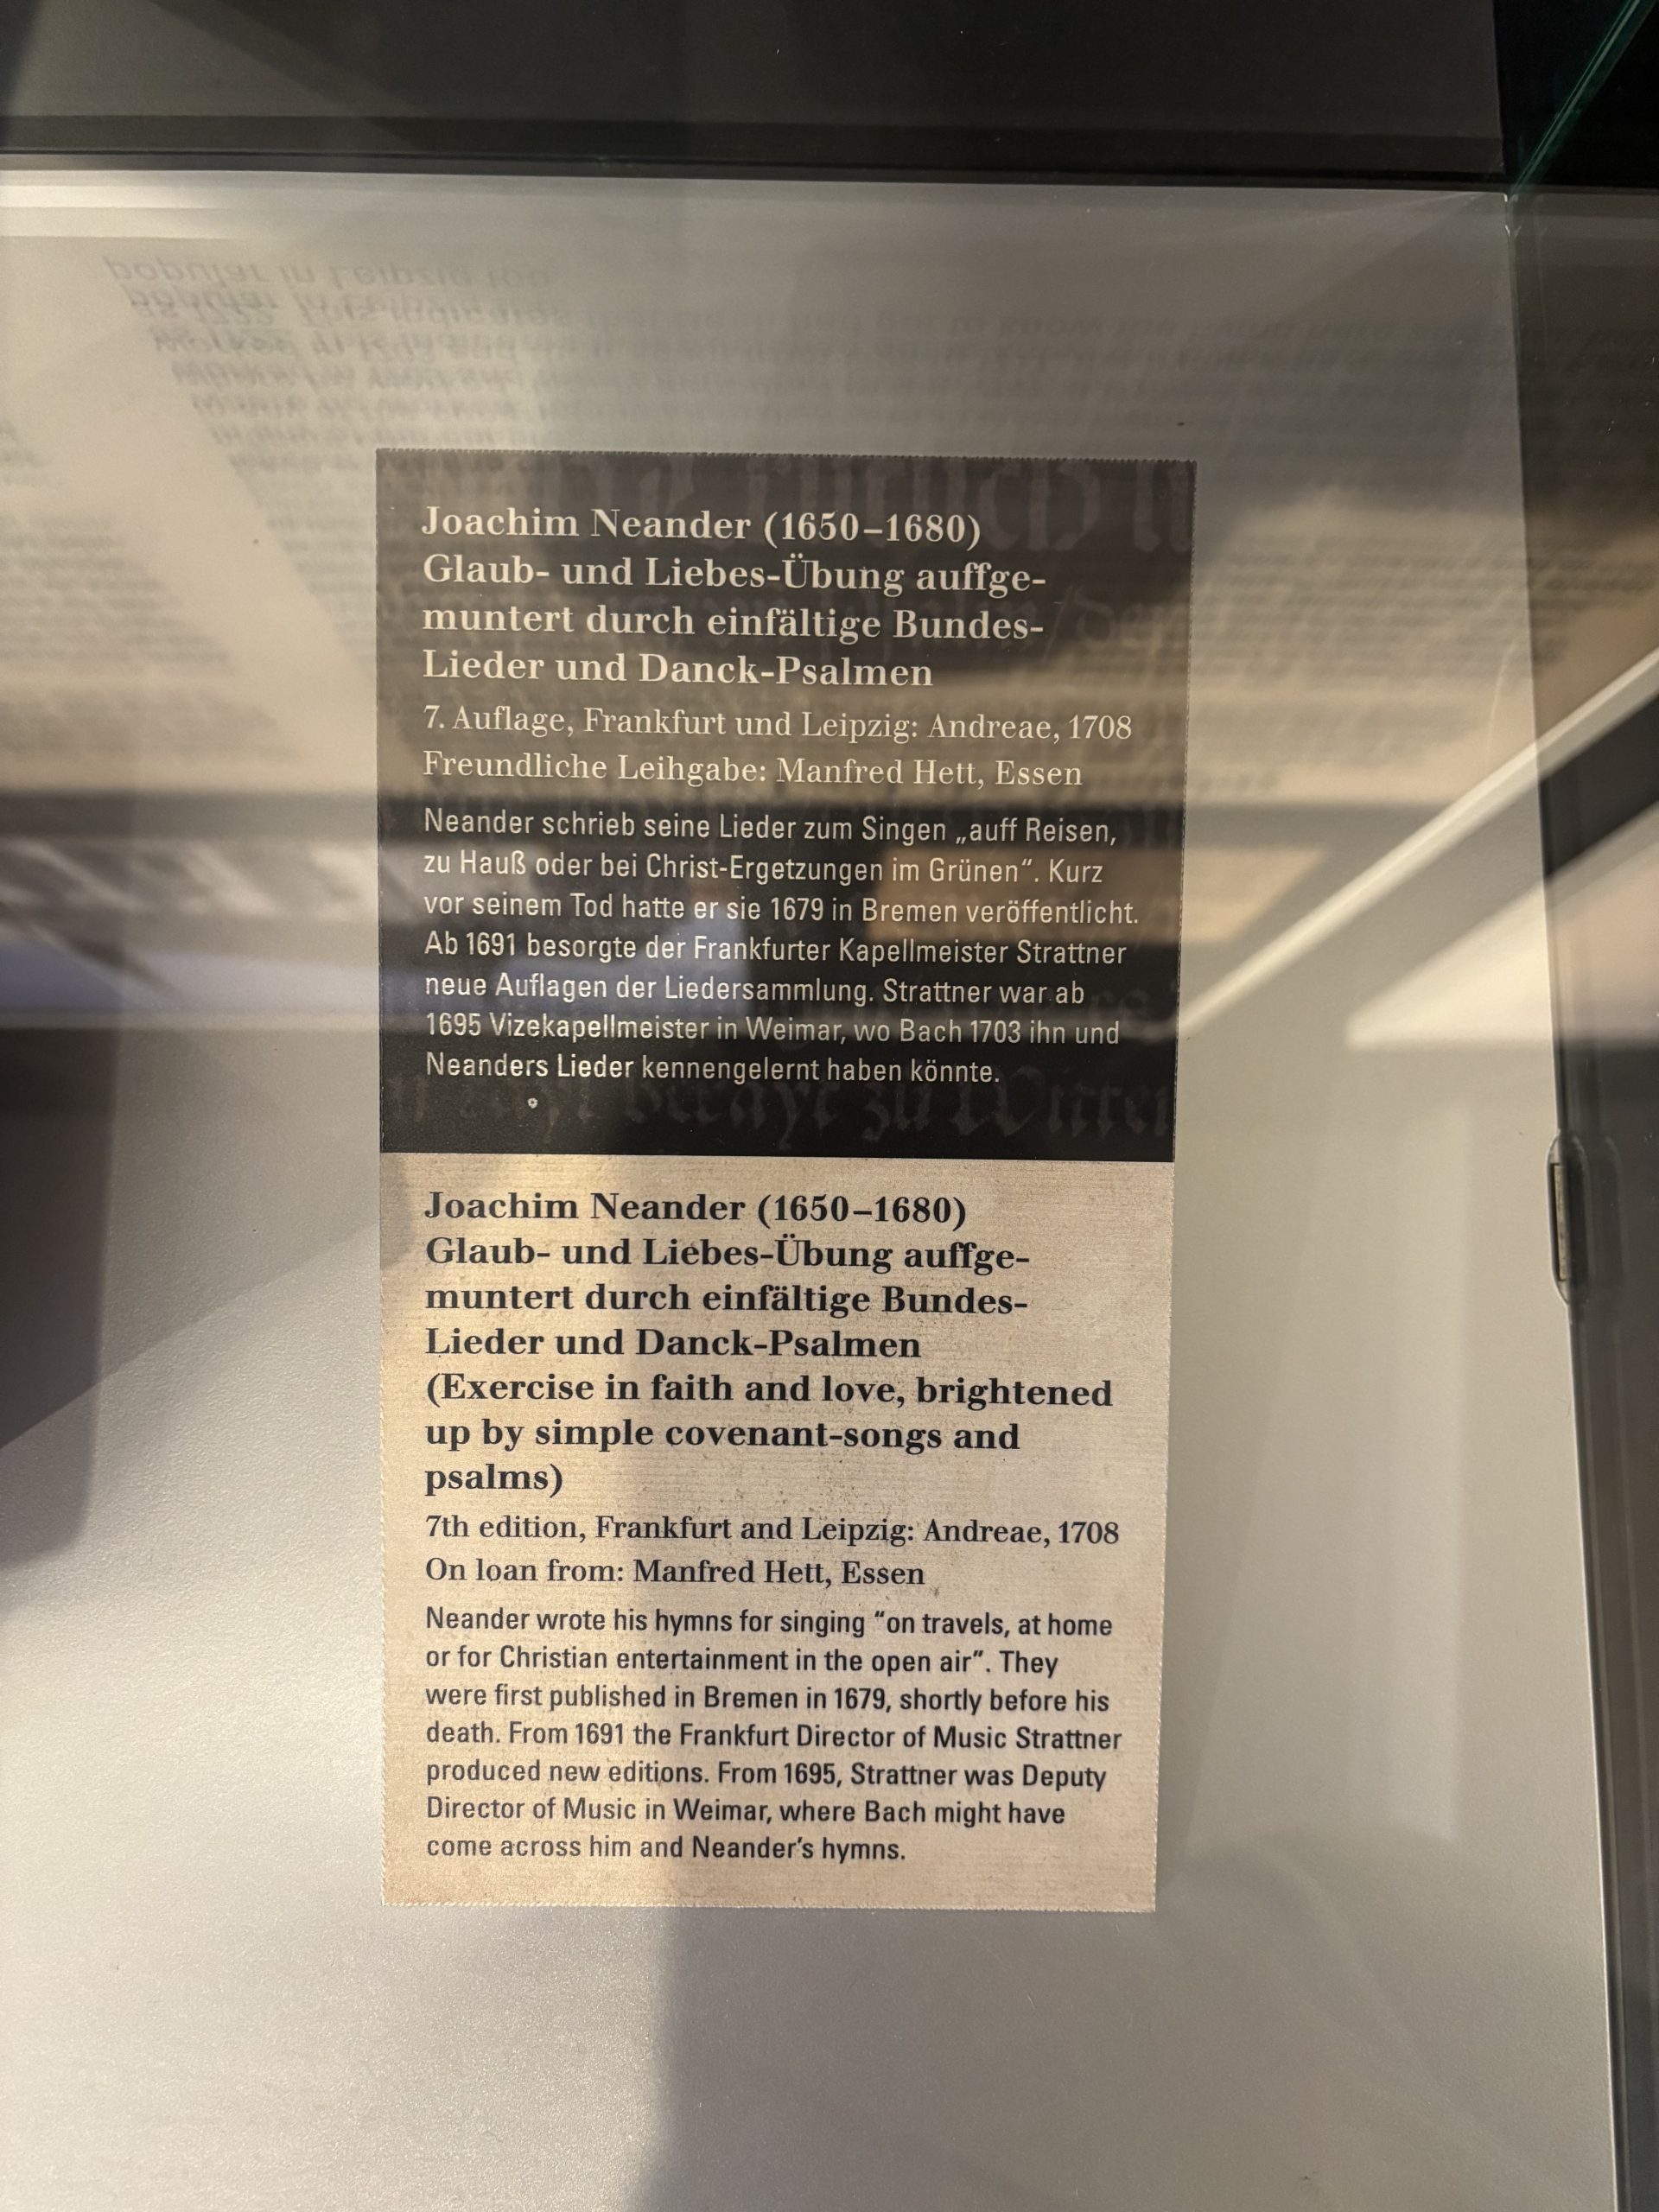 popular in Leipzig too
Joachim Neander (1650–1680)
Glaub- und Liebes-Übung auffge-
muntert durch einfältige Bundes-
Lieder und Danck-Psalmen
7. Auflage, Frankfurt und Leipzig: Andreae, 1708
Freundliche Leihgabe: Manfred Hett, Essen
Neander schrieb seine Lieder zum Singen „auff Reisen,
zu Hauß oder bei Christ-Ergetzungen im Grünen“. Kurz
vor seinem Tod hatte er sie 1679 in Bremen veröffentlicht.
Ab 1691 besorgte der Frankfurter Kapellmeister Strattner
neue Auflagen der Liedersammlung. Strattner war ab
1695 Vizekapellmeister in Weimar, wo Bach 1703 ihn und
Neanders Lieder kennengelernt haben könnte.
Joachim Neander (1650–1680)
Glaub- und Liebes-Übung auffge-
muntert durch einfältige Bundes-
Lieder und Danck-Psalmen
(Exercise in faith and love, brightened
up by simple covenant-songs and
psalms)
7th edition, Frankfurt and Leipzig: Andreae, 1708
On loan from: Manfred Hett, Essen
Neander wrote his hymns for singing “on travels, at home
or for Christian entertainment in the open air”. They
were first published in Bremen in 1679, shortly before his
death. From 1691 the Frankfurt Director of Music Strattner
produced new editions. From 1695, Strattner was Deputy
Director of Music in Weimar, where Bach might have
come across him and Neander’s hymns.